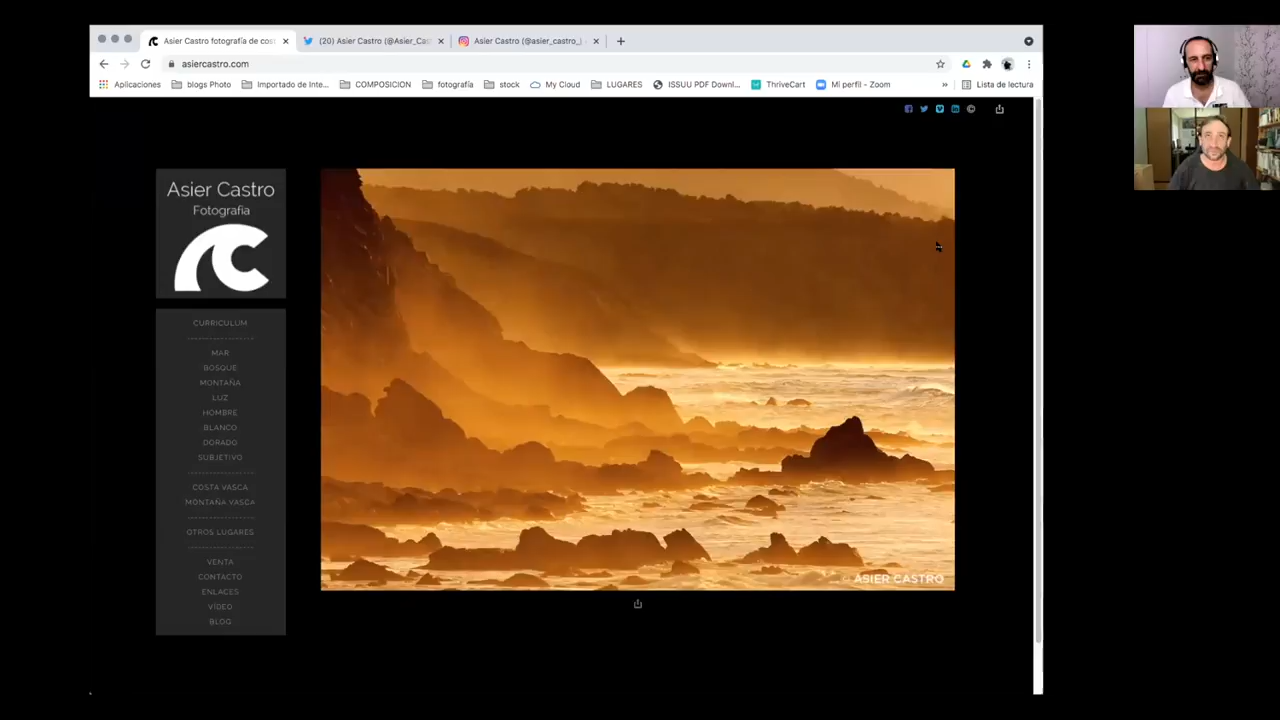 Asier Castro fotografía de cos
(20) Asier Castro (@Asier_Cas
Asier Castro (@asier_castro_)
asiercastro.com
Aplicaciones
blogs Photo
Importado de Inte...
COMPOSICION
fotografía
stock
My Cloud
LUGARES
ISSUU PDF Downl...
ThriveCart
Mi perfil - Zoom
»
Lista de lectura
Asier Castro
Fotografía
CURRICULUM
MAR
BOSQUE
MONTAÑA
LUZ
HOMBRE
BLANCO
DORADO
SUBJETIVO
COSTA VASCA
MONTAÑA VASCA
OTROS LUGARES
VENTA
CONTACTO
ENLACES
VÍDEO
BLOG
© ASIER CASTRO